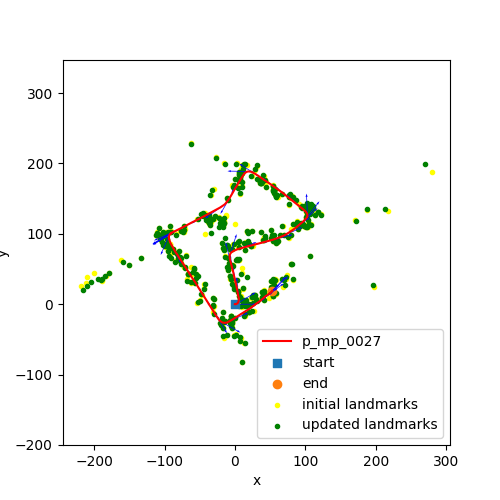 300
200
100
0
−100
−200
y
−200
−100
0
100
200
300
x
p_mp_0027
start
end
initial landmarks
updated landmarks